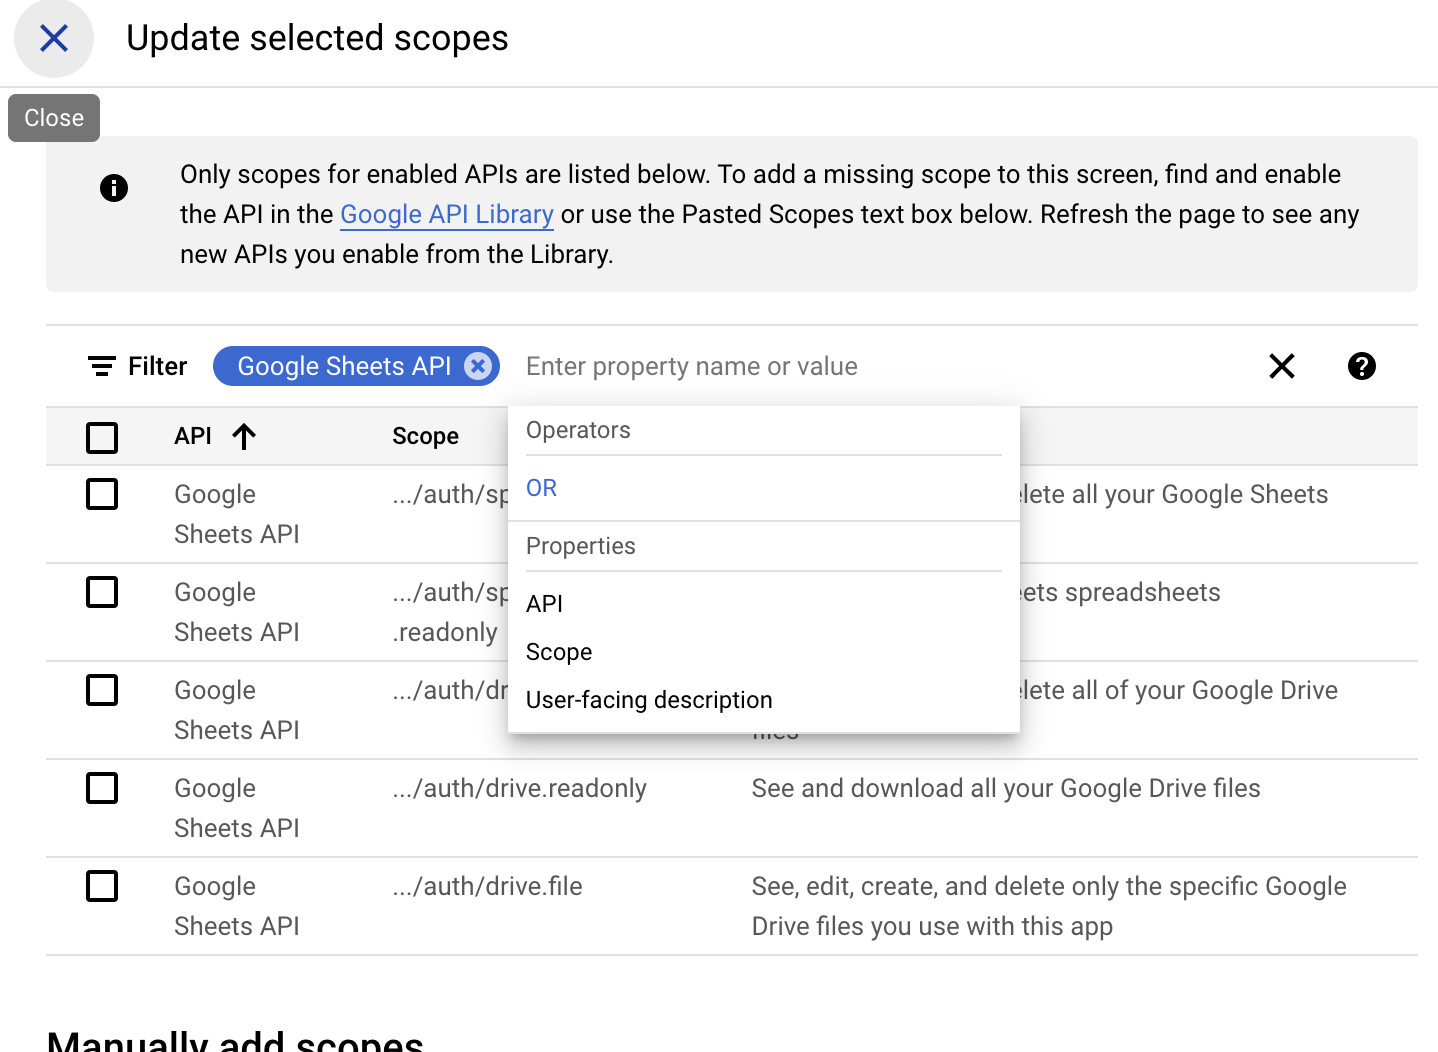 Update selected scopes
Close
Only scopes for enabled APIs are listed below. To add a missing scope to this screen, find and enable
the API in the Google API Library or use the Pasted Scopes text box below. Refresh the page to see any
new APIs you enable from the Library.
Filter Google Sheets API Enter property name or value
Operators
OR
Properties
API
Scope
User-facing description
API Scope
Google
Sheets API
.../auth/sp
elete all your Google Sheets
Google
Sheets API
.../auth/sp
.readonly
eets spreadsheets
Google
Sheets API
.../auth/dr
elete all of your Google Drive
files
Google
Sheets API
.../auth/drive.readonly
See and download all your Google Drive files
Google
Sheets API
.../auth/drive.file
See, edit, create, and delete only the specific Google
Drive files you use with this app
Manually add scopes